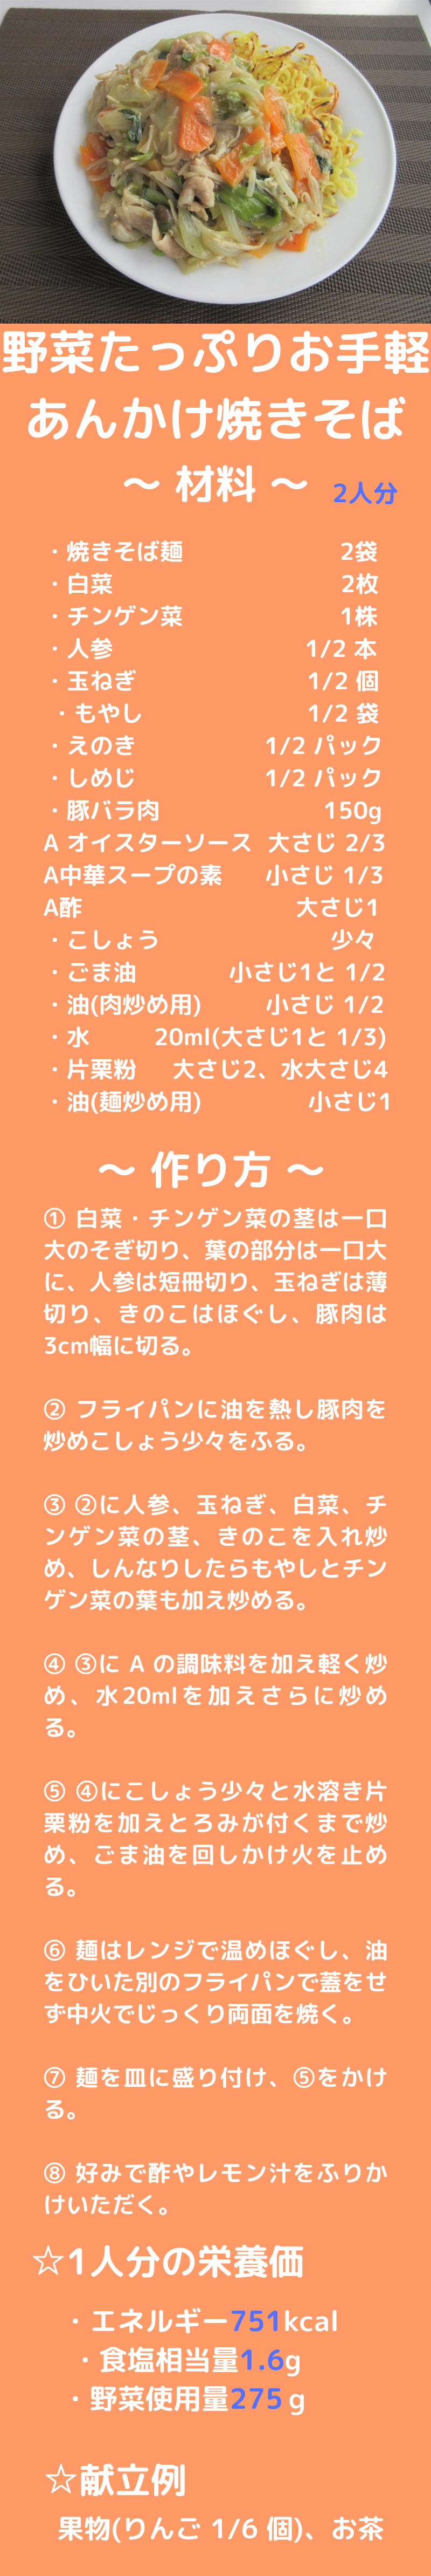 野菜たっぷりお手軽
あんかけ焼きそば
～ 材料 ～ 2人分
・焼きそば麺 2袋
・白菜 2枚
・チンゲン菜 1株
・人参 1/2 本
・玉ねぎ 1/2 個
・もやし 1/2 袋
・えのき 1/2 パック
・しめじ 1/2 パック
・豚バラ肉 150g
A オイスターソース 大さじ 2/3
A中華スープの素 小さじ 1/3
A酢 大さじ1
・こしょう 少々
・ごま油 小さじ1と 1/2
・油(肉炒め用) 小さじ 1/2
・水 20ml(大さじ1と 1/3)
・片栗粉 大さじ2、水大さじ4
・油(麺炒め用) 小さじ1
～ 作り方 ～
① 白菜・チンゲン菜の茎は一口
大のそぎ切り、葉の部分は一口大
に、人参は短冊切り、玉ねぎは薄
切り、きのこはほぐし、豚肉は
3cm幅に切る。
② フライパンに油を熱し豚肉を
炒めこしょう少々をふる。
③ ②に人参、玉ねぎ、白菜、チ
ンゲン菜の茎、きのこを入れ炒
め、しんなりしたらもやしとチン
ゲン菜の葉も加え炒める。
④ ③に A の調味料を加え軽く炒
め、水20mlを加えさらに炒め
る。
⑤ ④にこしょう少々と水溶き片
栗粉を加えとろみが付くまで炒
め、ごま油を回しかけ火を止め
る。
⑥ 麺はレンジで温めほぐし、油
をひいた別のフライパンで蓋をせ
ず中火でじっくり両面を焼く。
⑦ 麺を皿に盛り付け、⑤をかけ
る。
⑧ 好みで酢やレモン汁をふりか
けいただく。
☆1人分の栄養価
・エネルギー751kcal
・食塩相当量1.6g
・野菜使用量275ｇ
☆献立例
果物(りんご 1/6 個)、お茶